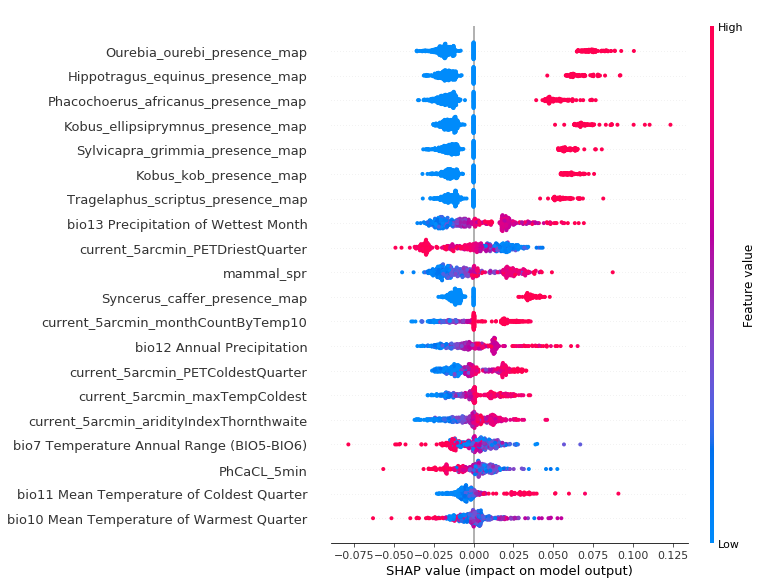 High
Ourebia_ourebi_presence_map
Hippotragus_equinus_presence_map
Phacochoerus_africanus_presence_map
Kobus_ellipsiprymnus_presence_map
Sylvicapra_grimmia_presence_map
Kobus_kob_presence_map
Tragelaphus_scriptus_presence_map
bio13 Precipitation of Wettest Month
current_5arcmin_PETDriestQuarter
mammal_spr
Syncerus_caffer_presence_map
current_5arcmin_monthCountByTemp10
bio12 Annual Precipitation
current_5arcmin_PETColdestQuarter
current_5arcmin_maxTempColdest
current_5arcmin_aridityIndexThornthwaite
bio7 Temperature Annual Range (BIO5-BIO6)
PhCaCL_5min
bio11 Mean Temperature of Coldest Quarter
bio10 Mean Temperature of Warmest Quarter
Feature value
Low
−0.075 −0.050 −0.025 0.000 0.025 0.050 0.075 0.100 0.125
SHAP value (impact on model output)